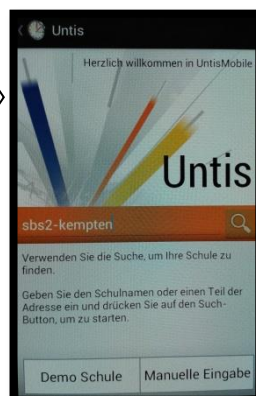 Untis
Herzlich willkommen in UntisMobile
Untis
sbs2-kempten
Verwenden Sie die Suche, um Ihre Schule zu
finden.
Geben Sie den Schulnamen oder einen Teil der
Adresse ein und drücken Sie auf den Such-
Button, um zu starten.
Demo Schule
Manuelle Eingabe